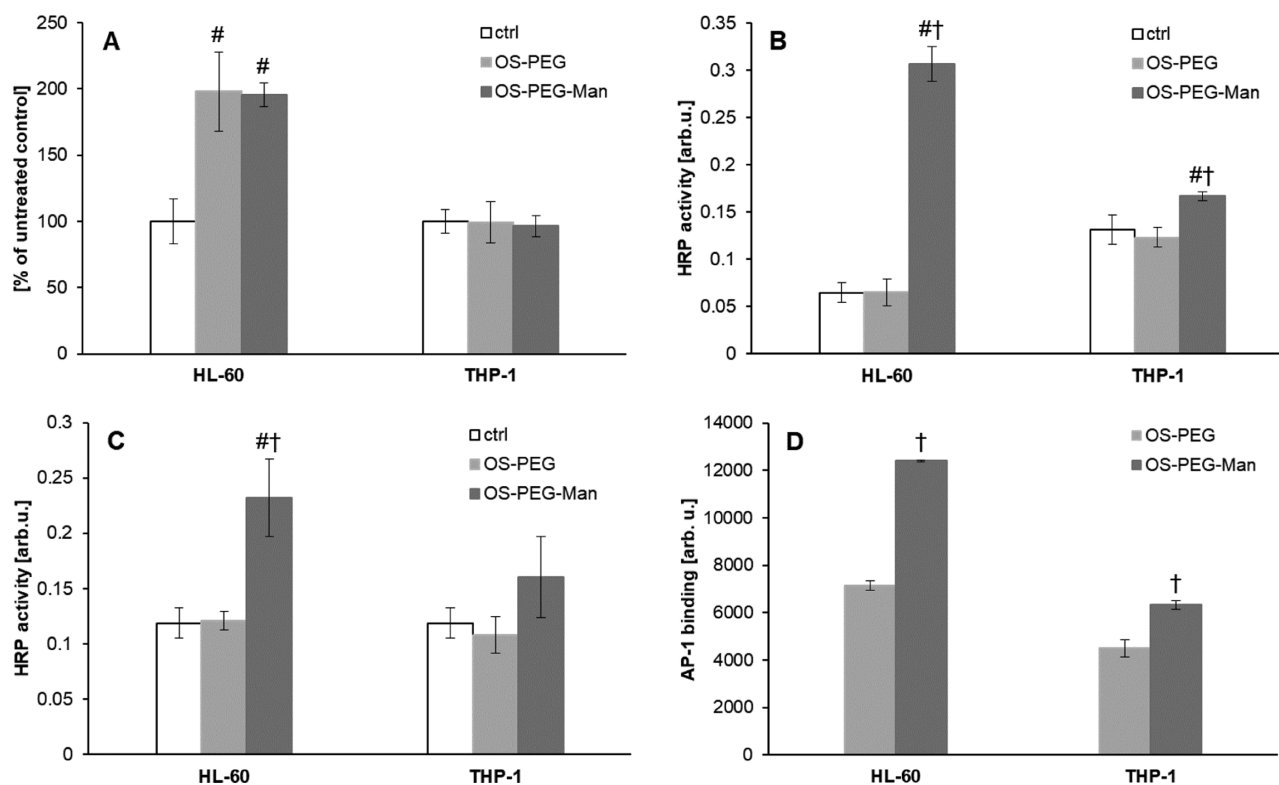 A
[% of untreated control]
250
200
150
100
50
0
# #
ctrl
OS-PEG
OS-PEG-Man
HL-60 THP-1
B
HRP activity [arb.u.]
0.35
0.3
0.25
0.2
0.15
0.1
0.05
0
#† #†
ctrl
OS-PEG
OS-PEG-Man
HL-60 THP-1
C
HRP activity [arb.u.]
0.3
0.25
0.2
0.15
0.1
0.05
0
#†
ctrl
OS-PEG
OS-PEG-Man
HL-60 THP-1
D
AP-1 binding [arb. u.]
14000
12000
10000
8000
6000
4000
2000
0
† †
OS-PEG
OS-PEG-Man
HL-60 THP-1